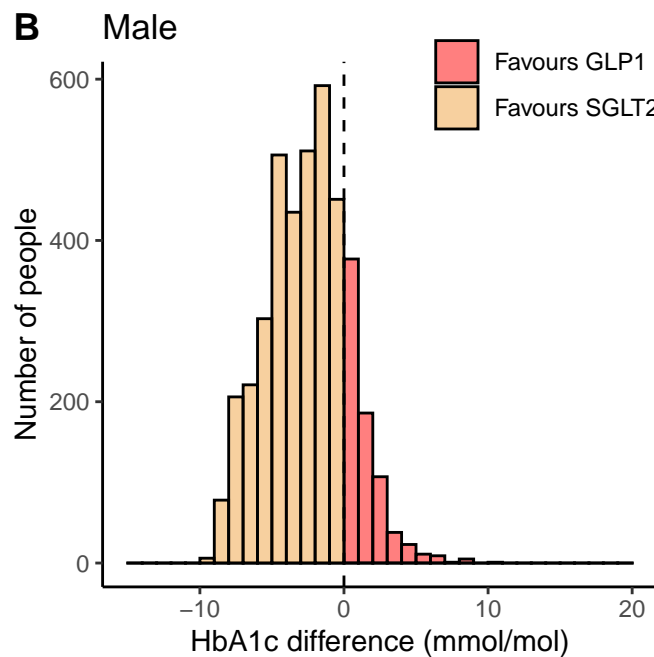 B Male
Favours GLP1
Favours SGLT2
600
400
200
0
Number of people
−10 0 10 20
HbA1c difference (mmol/mol)